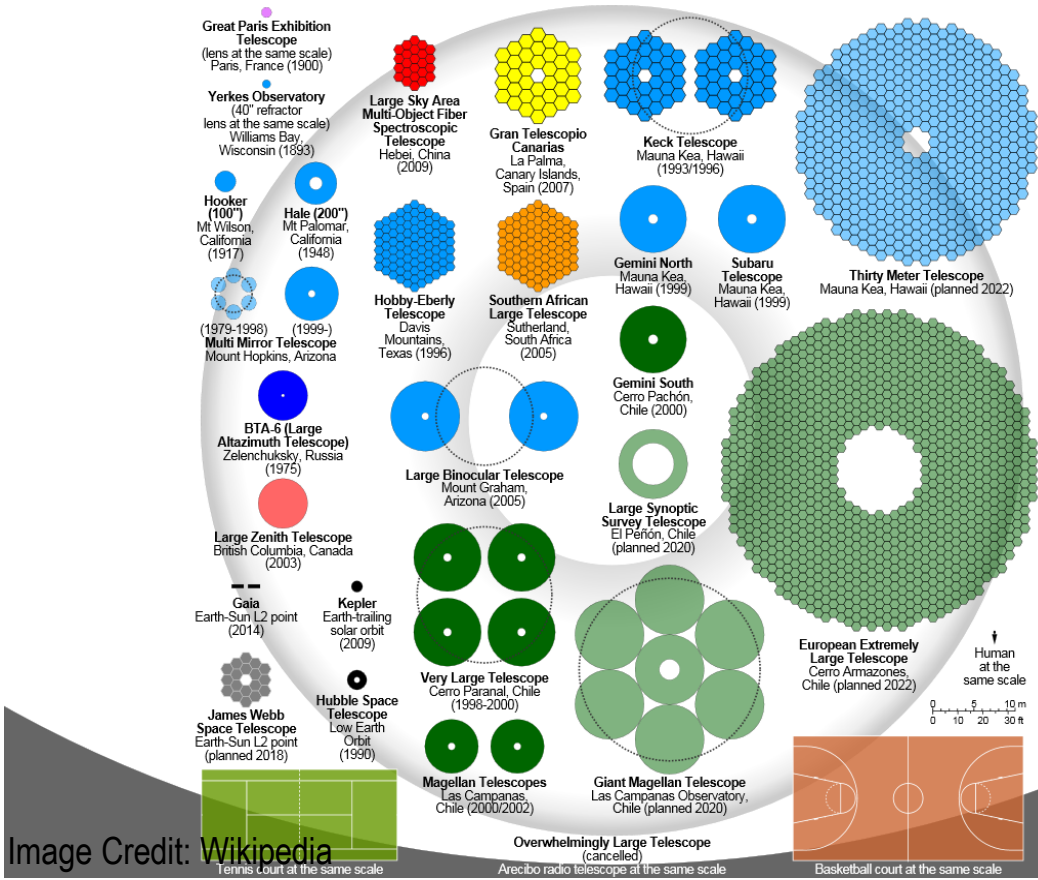 Great Paris Exhibition
Telescope
(lens at the same scale)
Paris, France (1900)
Yerkes Observatory
(40" refractor
lens at the same scale)
Williams Bay,
Wisconsin (1893)
Hooker
(100")
Mt Wilson,
California
(1917)
Hale (200")
Mt Palomar,
California
(1948)
(1979-1998)
(1999-)
Multi Mirror Telescope
Mount Hopkins, Arizona
BTA-6 (Large
Altazimuth Telescope)
Zelenchuksky, Russia
(1975)
Large Zenith Telescope
British Columbia, Canada
(2003)
Gaia
Earth-Sun L2 point
(2014)
Kepler
Earth-trailing
solar orbit
(2009)
James Webb
Space Telescope
Earth-Sun L2 point
(planned 2018)
Hubble Space
Telescope
Low Earth
Orbit
(1990)
Large Sky Area
Multi-Object Fiber
Spectroscopic
Telescope
Hebei, China
(2009)
Gran Telescopio
Canarias
La Palma,
Canary Islands,
Spain (2007)
Keck Telescope
Mauna Kea, Hawaii
(1993/1996)
Hobby-Eberly
Telescope
Davis
Mountains,
Texas (1996)
Southern African
Large Telescope
Sutherland,
South Africa
(2005)
Gemini North
Mauna Kea,
Hawaii (1999)
Subaru
Telescope
Mauna Kea,
Hawaii (1999)
Thirty Meter Telescope
Mauna Kea, Hawaii (planned 2022)
Gemini South
Cerro Pachón,
Chile (2000)
Large Binocular Telescope
Mount Graham,
Arizona (2005)
Large Synoptic
Survey Telescope
El Peñón, Chile
(planned 2020)
Very Large Telescope
Cerro Paranal, Chile
(1998-2000)
Magellan Telescopes
Las Campanas,
Chile (2000/2002)
Giant Magellan Telescope
Las Campanas Observatory,
Chile (planned 2020)
European Extremely
Large Telescope
Cerro Armazones,
Chile (planned 2022)
Human
at the
same scale
0 5 10 m
0 10 20 30 ft
Overwhelmingly Large Telescope
(cancelled)
Image Credit: Wikipedia
Tennis court at the same scale
Arecibo radio telescope at the same scale
Basketball court at the same scale